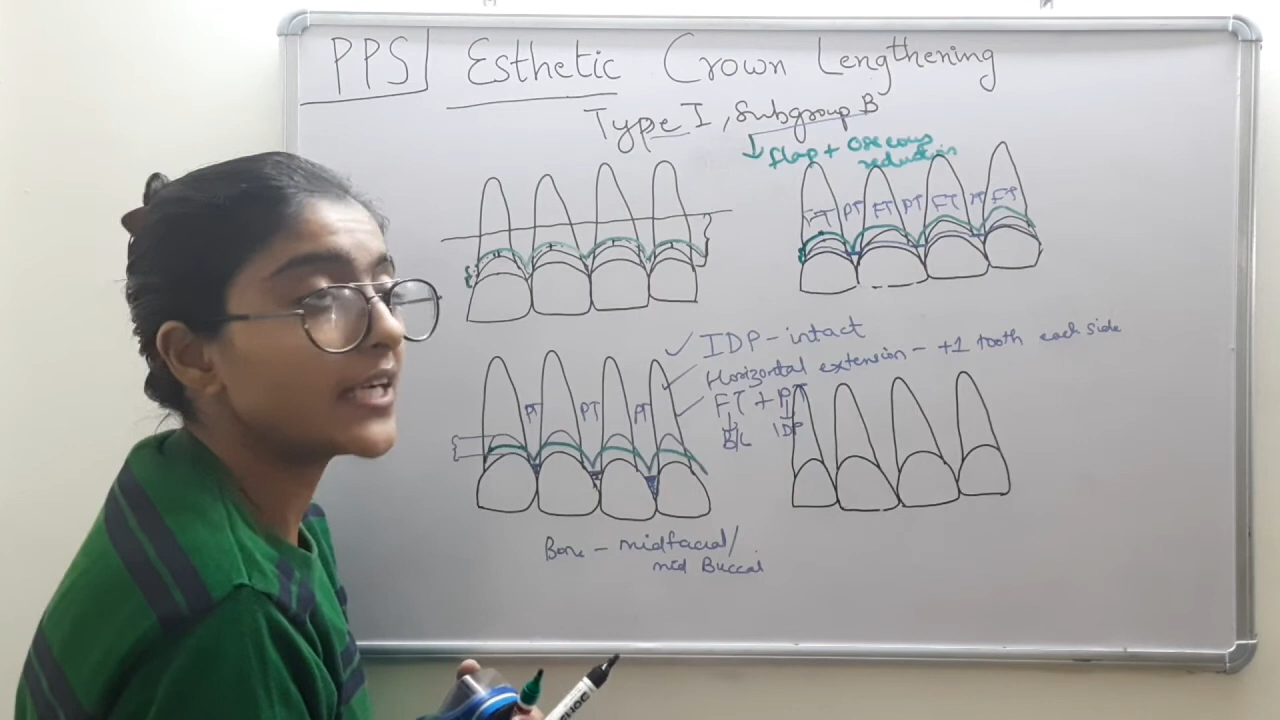 PPS| Esthetic Crown Lengthening
Type I, Subgroup B
↓ flap + Osseous
reduction
FT PT FT PT FT PT FT
✓ IDP - intact
Horizontal extension - +1 tooth each side
FT + PT
B/L IDP
PT PT PT
Bone - midfacial/
mid Buccal